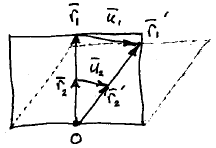 r̄₁ ū₁ r̄₁′
r̄₂ ū₂ r̄₂′
O